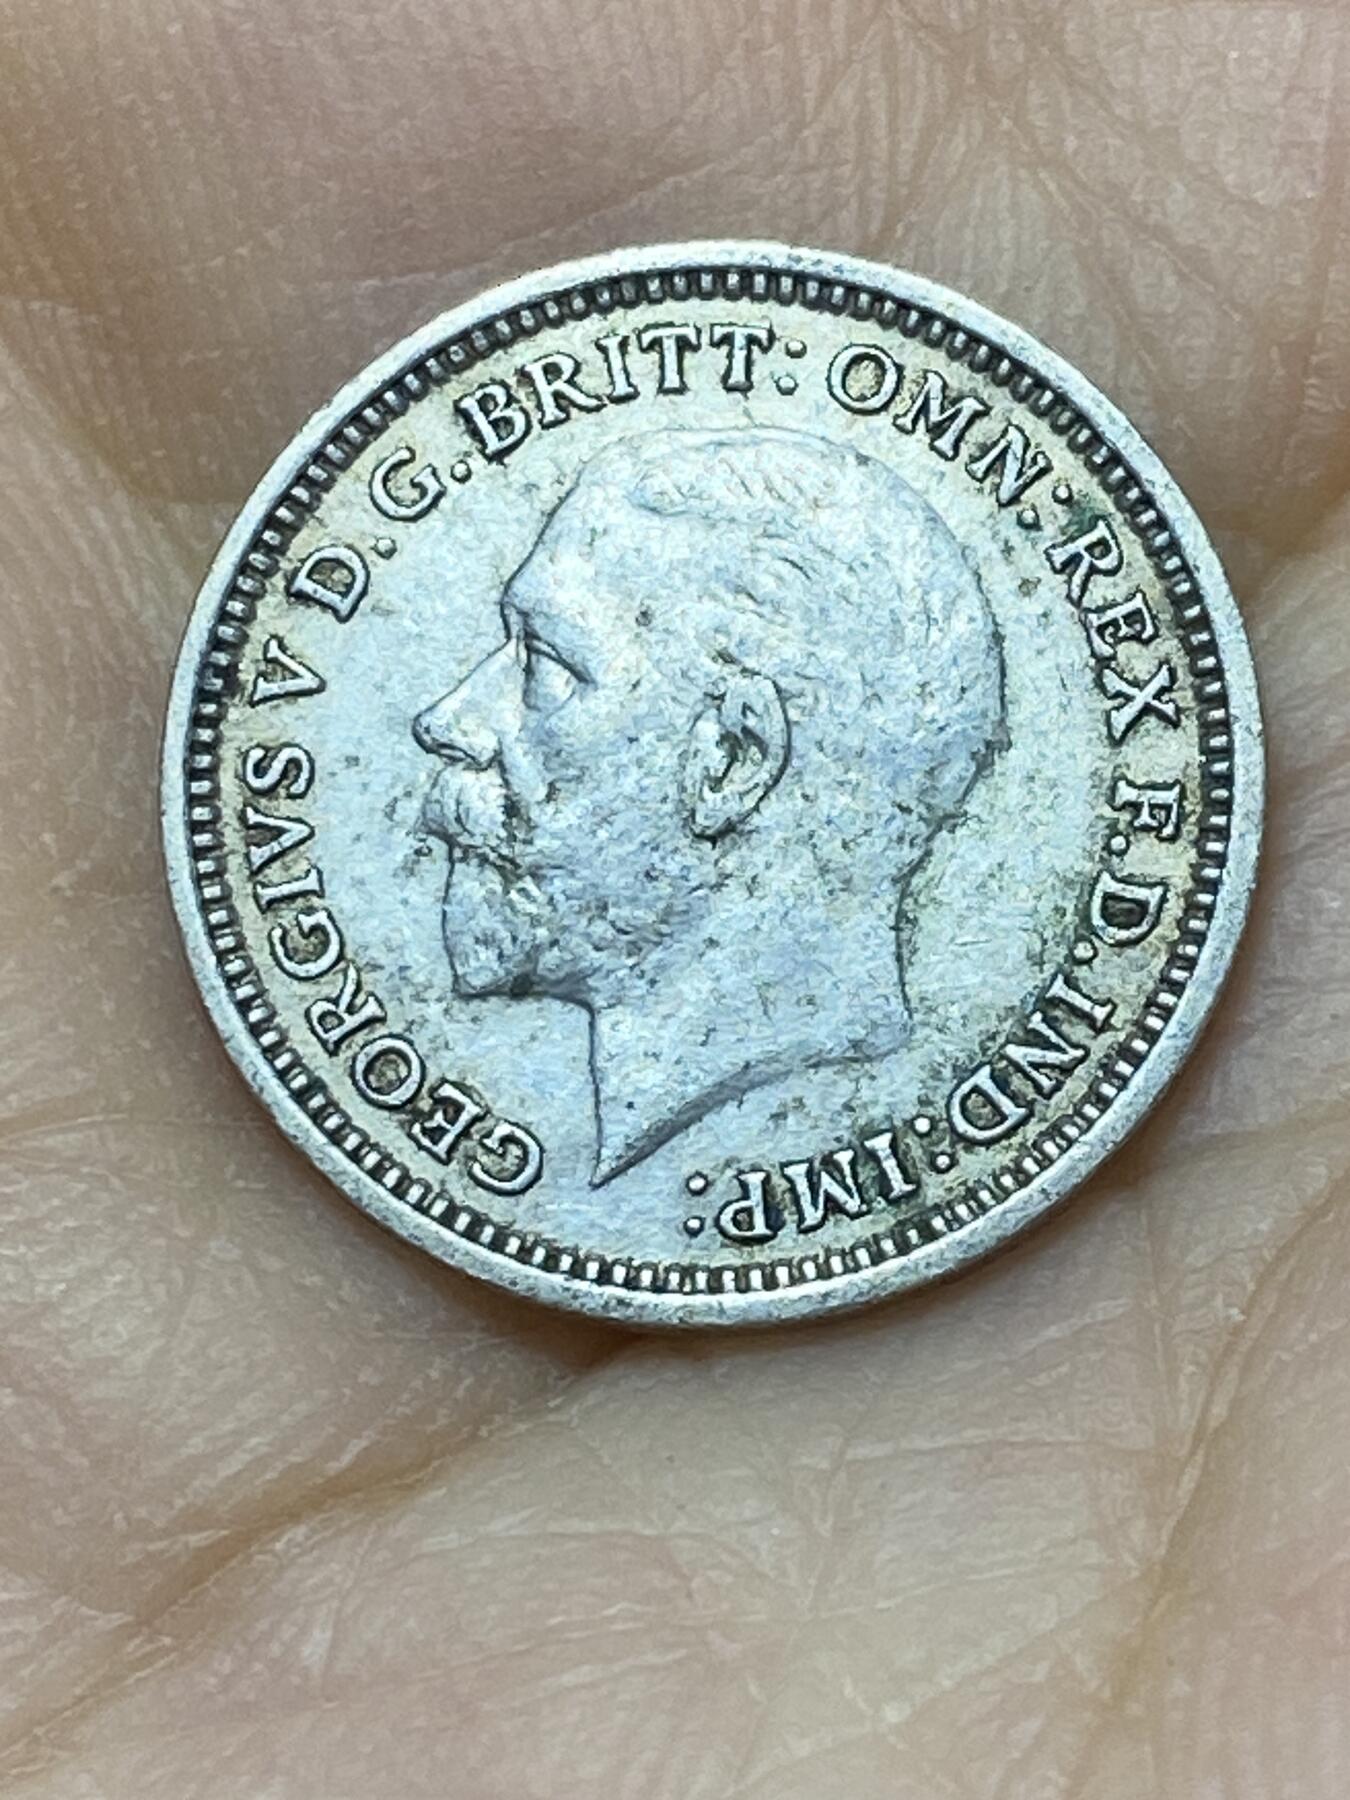 GEORGIVS V D.G.BRITT: OMN: REX F.D.IND:IMP: